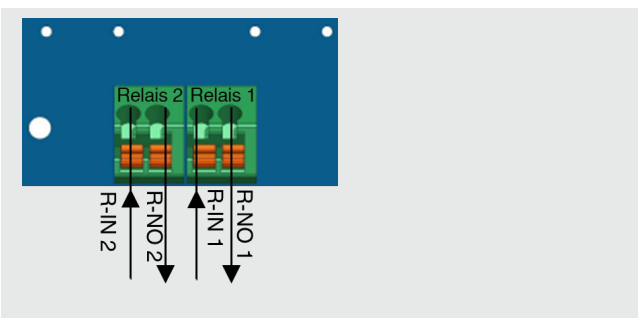 Relais 2 Relais 1
R-IN 2
R-NO 2
R-IN 1
R-NO 1